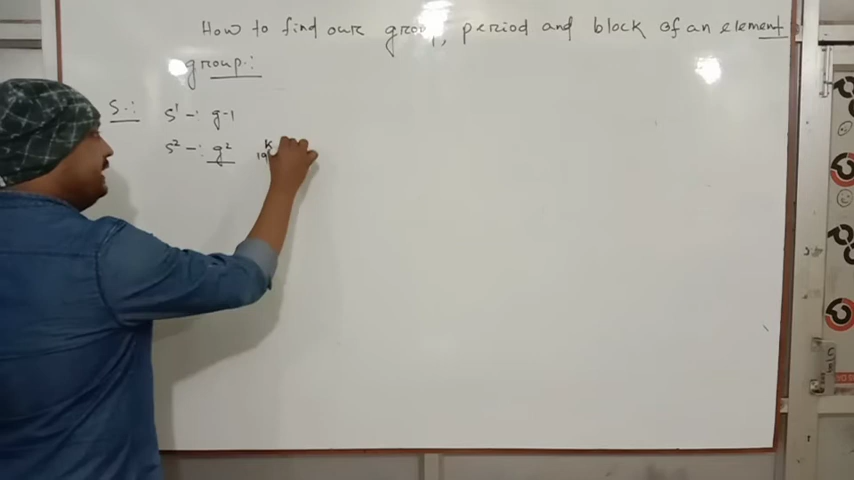 How to find our group, period and block of an element
group:
S:
S¹ -: g-1
S² -: g²
K
19